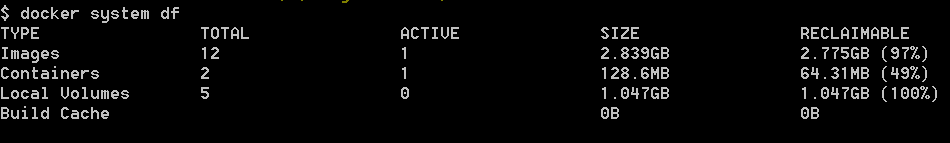 $ docker system df
TYPE TOTAL ACTIVE SIZE RECLAIMABLE
Images 12 1 2.839GB 2.775GB (97%)
Containers 2 1 128.6MB 64.31MB (49%)
Local Volumes 5 0 1.047GB 1.047GB (100%)
Build Cache 0B 0B